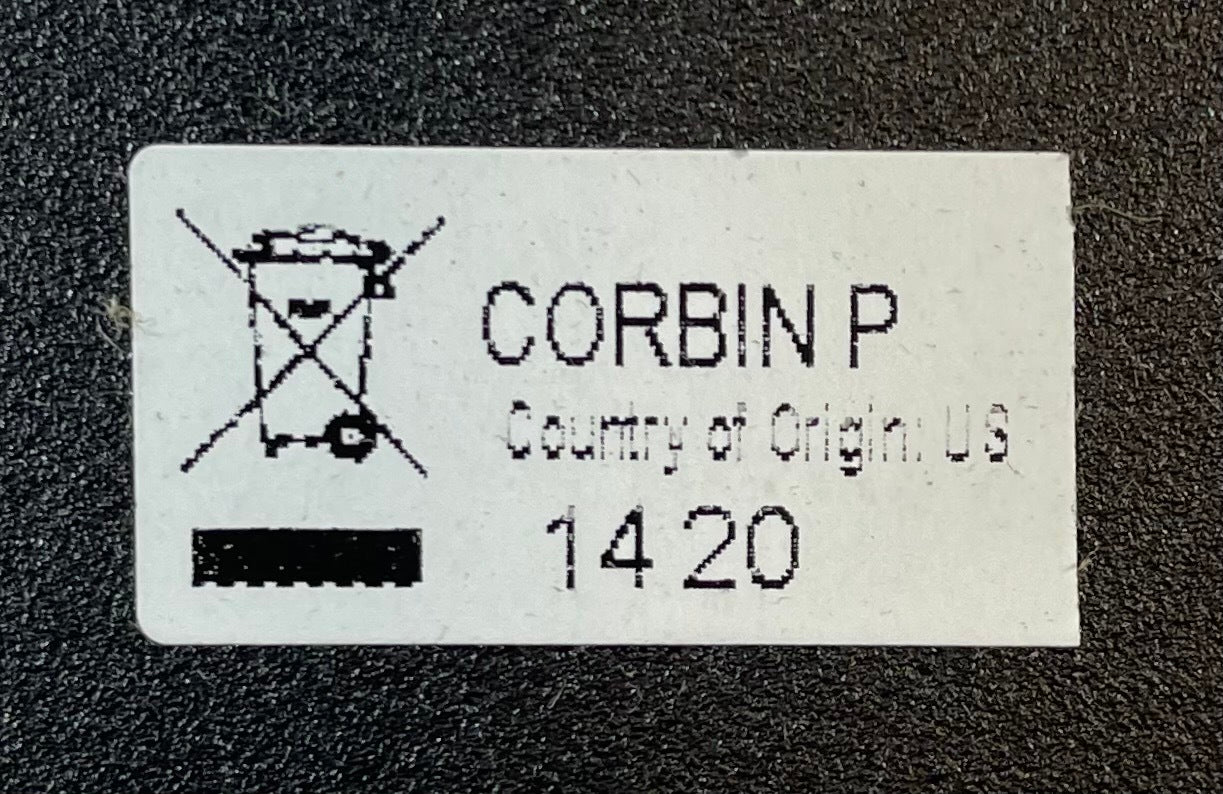 CORBIN P
Country of Origin: US
14 20